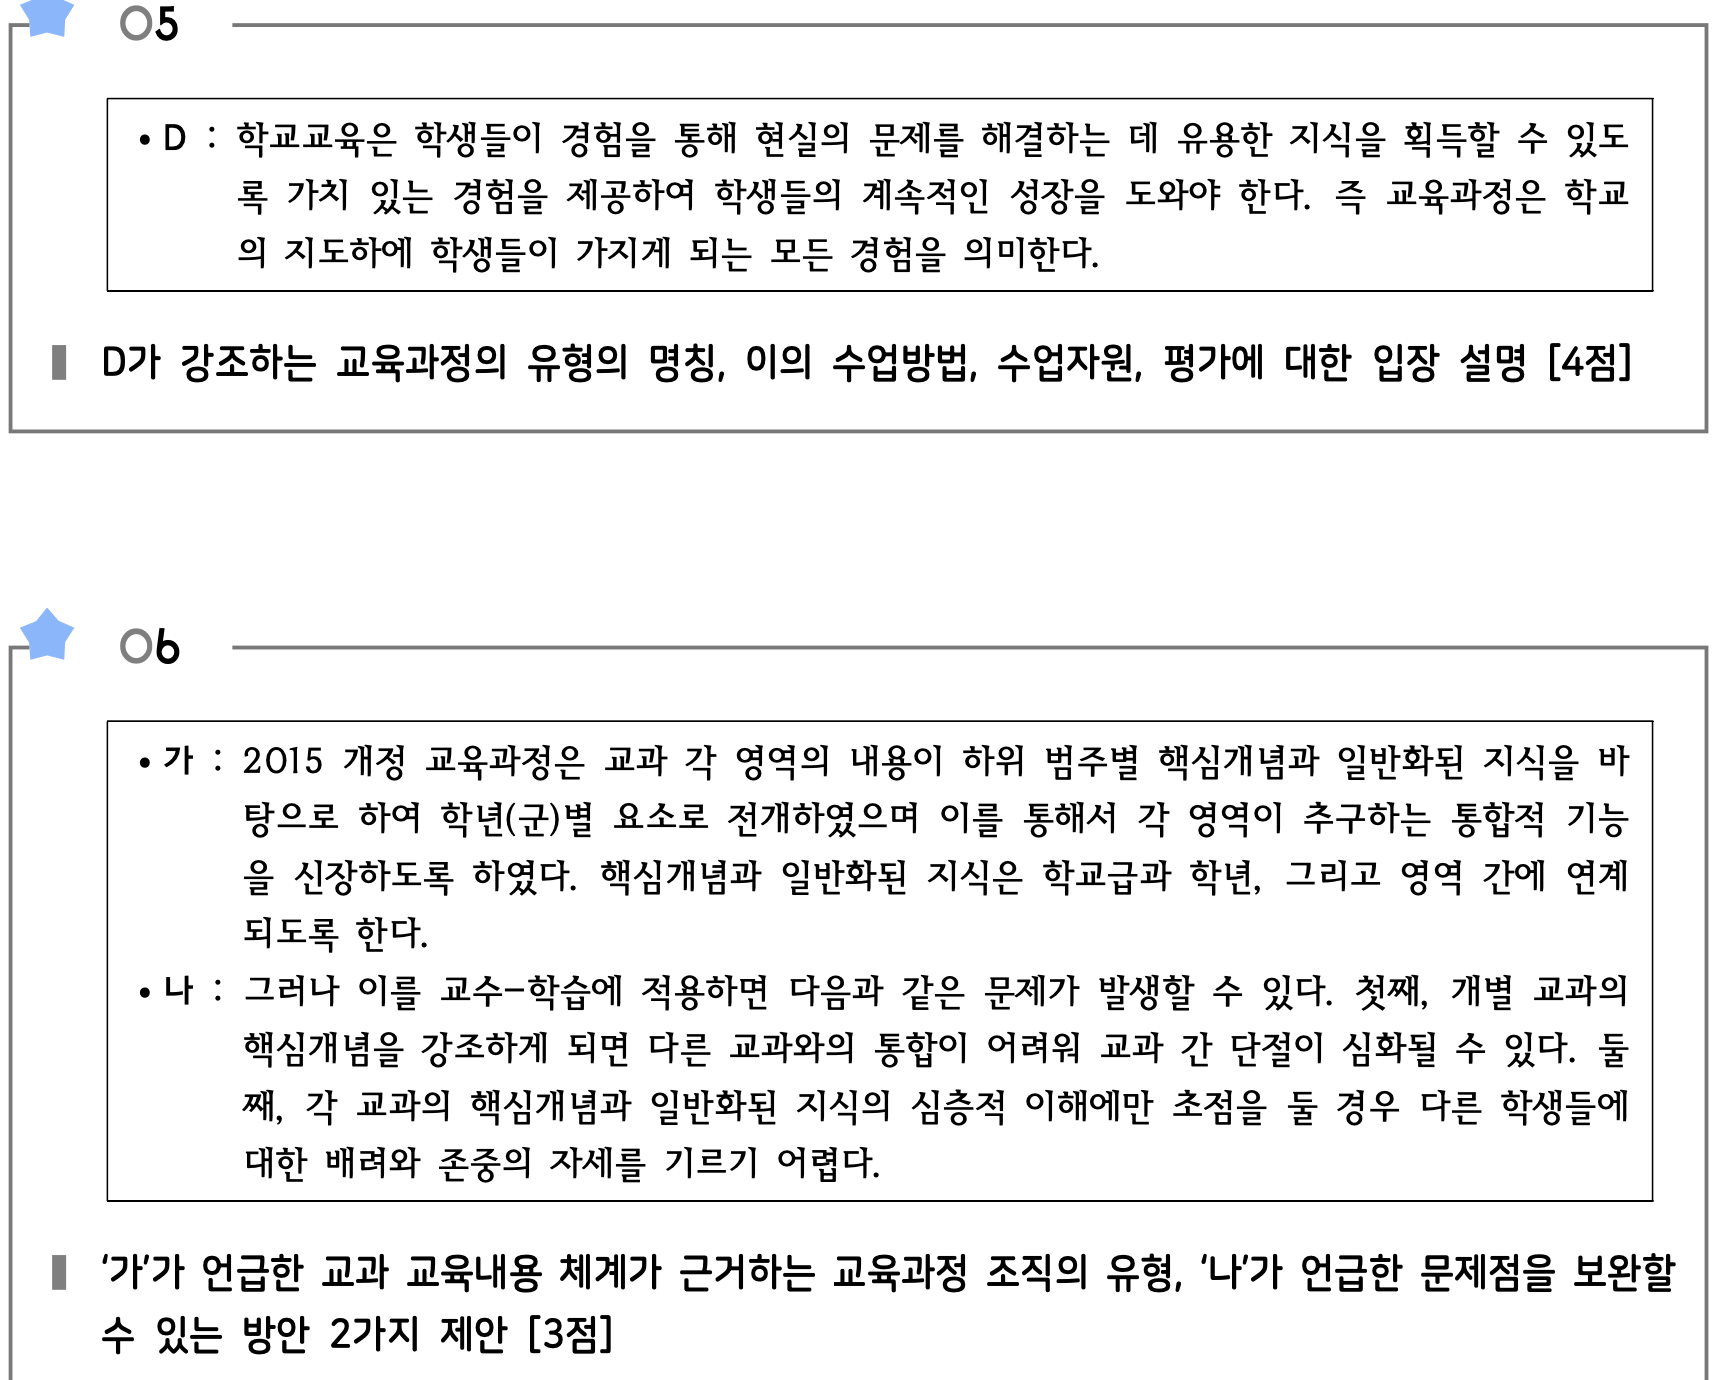 05
• D : 학교교육은 학생들이 경험을 통해 현실의 문제를 해결하는 데 유용한 지식을 획득할 수 있도
록 가치 있는 경험을 제공하여 학생들의 계속적인 성장을 도와야 한다. 즉 교육과정은 학교
의 지도하에 학생들이 가지게 되는 모든 경험을 의미한다.
D가 강조하는 교육과정의 유형의 명칭, 이의 수업방법, 수업자원, 평가에 대한 입장 설명 [4점]
06
• 가 : 2015 개정 교육과정은 교과 각 영역의 내용이 하위 범주별 핵심개념과 일반화된 지식을 바
탕으로 하여 학년(군)별 요소로 전개하였으며 이를 통해서 각 영역이 추구하는 통합적 기능
을 신장하도록 하였다. 핵심개념과 일반화된 지식은 학교급과 학년, 그리고 영역 간에 연계
되도록 한다.
• 나 : 그러나 이를 교수-학습에 적용하면 다음과 같은 문제가 발생할 수 있다. 첫째, 개별 교과의
핵심개념을 강조하게 되면 다른 교과와의 통합이 어려워 교과 간 단절이 심화될 수 있다. 둘
째, 각 교과의 핵심개념과 일반화된 지식의 심층적 이해에만 초점을 둘 경우 다른 학생들에
대한 배려와 존중의 자세를 기르기 어렵다.
‘가’가 언급한 교과 교육내용 체계가 근거하는 교육과정 조직의 유형, ‘나’가 언급한 문제점을 보완할
수 있는 방안 2가지 제안 [3점]